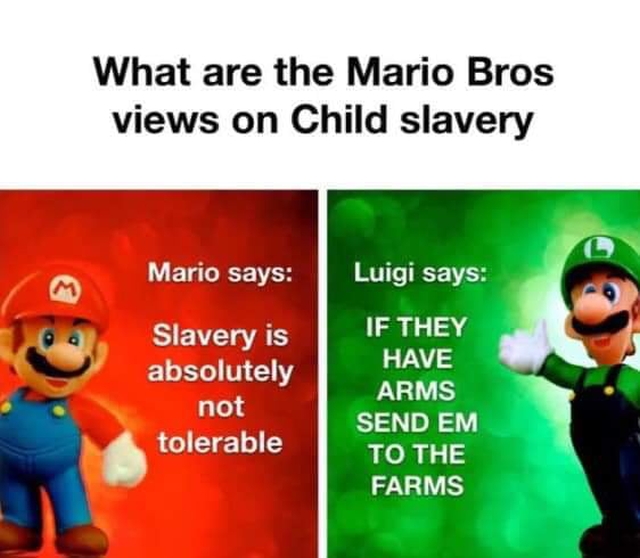 What are the Mario Bros
views on Child slavery
Mario says:
Slavery is
absolutely
not
tolerable
Luigi says:
IF THEY
HAVE
ARMS
SEND EM
TO THE
FARMS
M
L